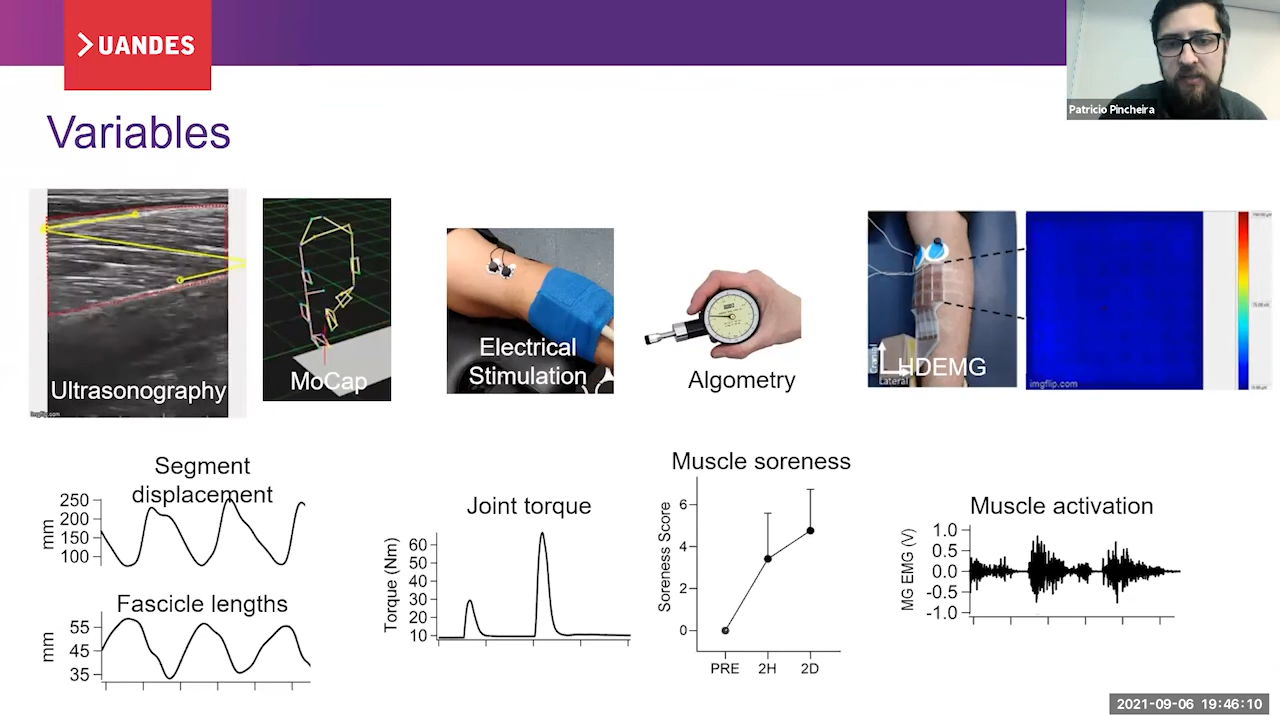 UANDES
Patricio Pincheira
Variables
Ultrasonography
imgflip.com
MoCap
Electrical
Stimulation
Algometry
HDEMG
Cranial
Lateral
imgflip.com
Segment
displacement
250
200
150
100
mm
Fascicle lengths
55
45
35
mm
Joint torque
60
50
40
30
20
10
Torque (Nm)
Muscle soreness
6
4
2
0
Soreness Score
PRE
2H
2D
Muscle activation
1.0
0.5
0.0
-0.5
-1.0
MG EMG (V)
2021-09-06 19:46:10